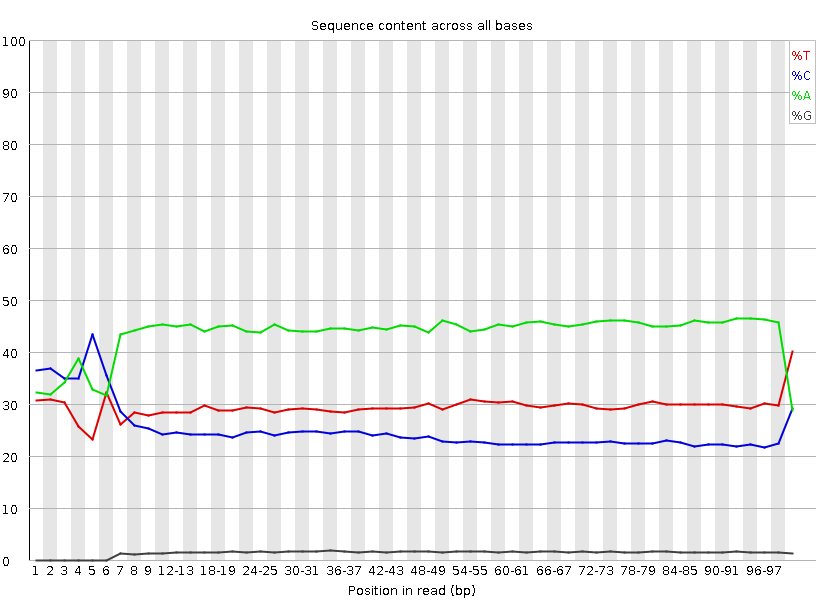 Sequence content across all bases
100
90
80
70
60
50
40
30
20
10
0
%T
%C
%A
%G
1 2 3 4 5 6 7 8 9 12-13 18-19 24-25 30-31 36-37 42-43 48-49 54-55 60-61 66-67 72-73 78-79 84-85 90-91 96-97
Position in read (bp)